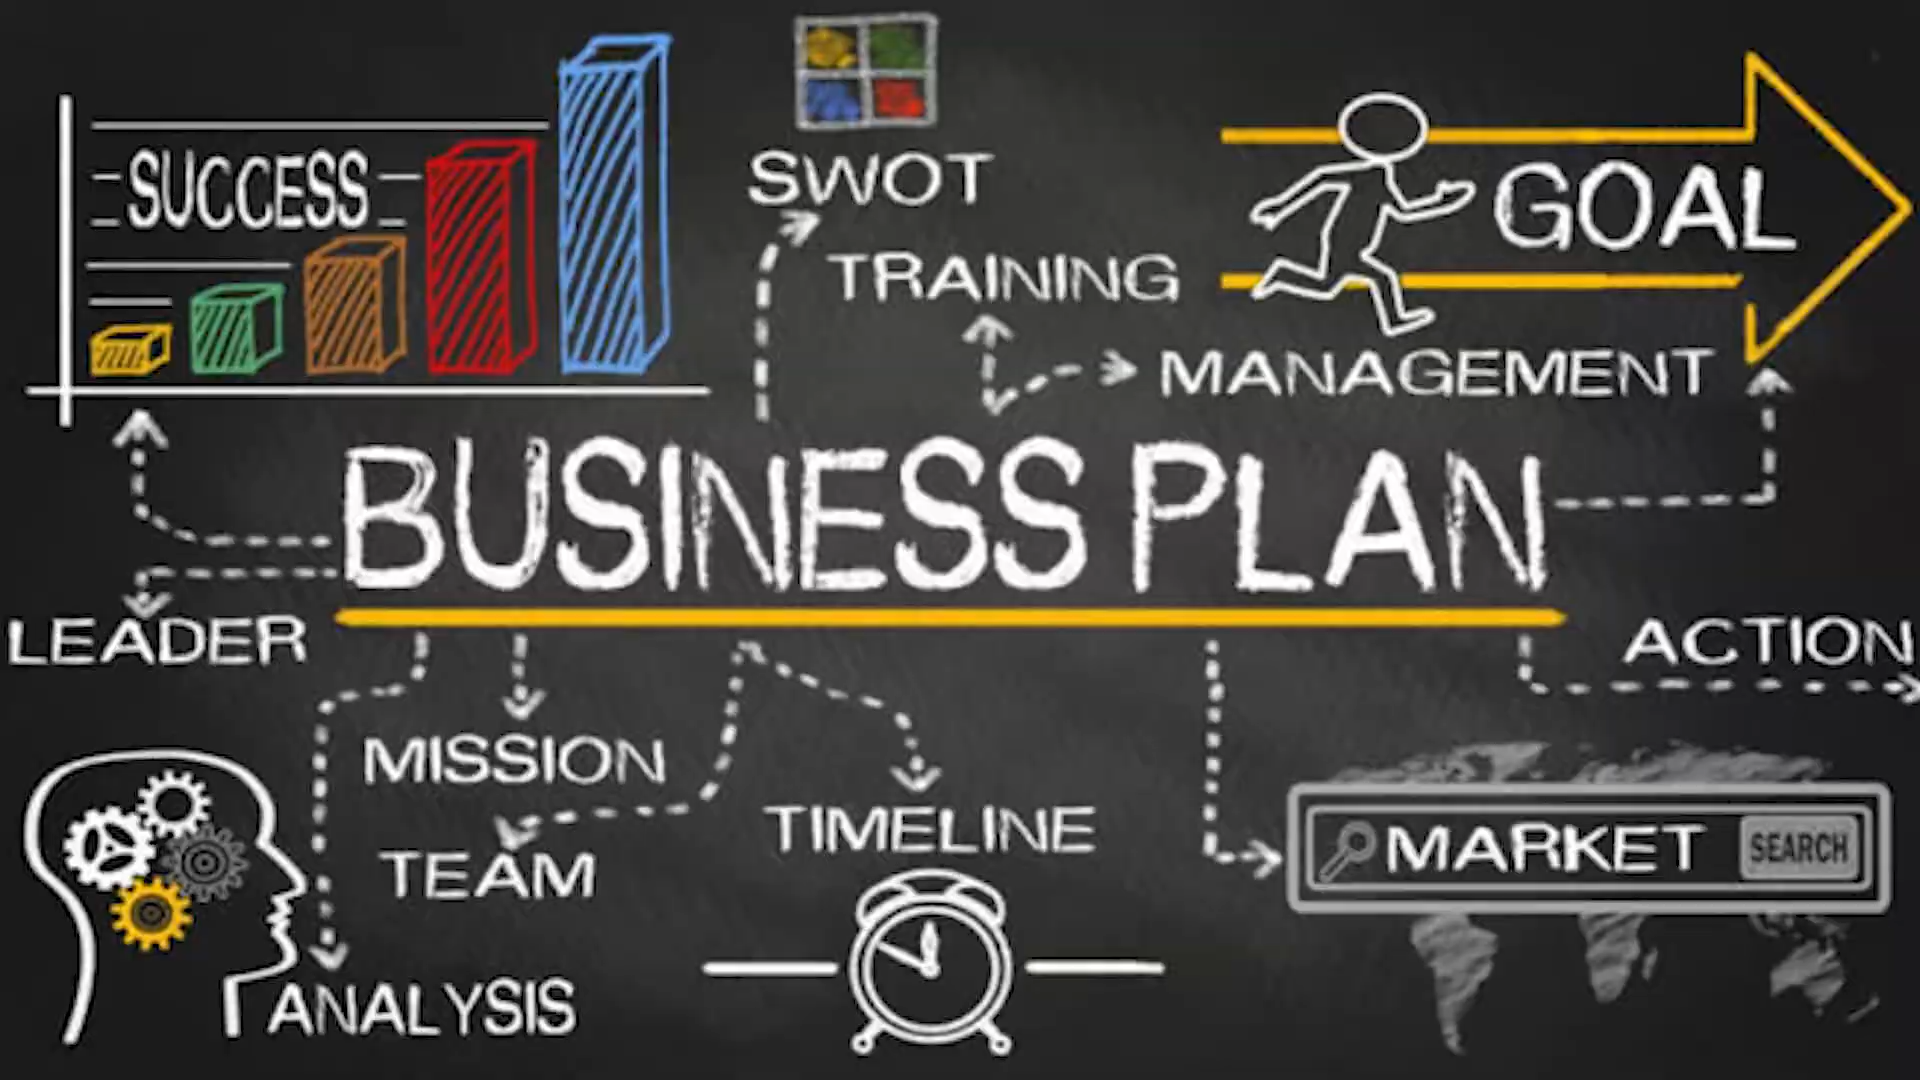 SUCCESS
SWOT
GOAL
TRAINING
MANAGEMENT
BUSINESS PLAN
LEADER
ACTION
MISSION
TIMELINE
MARKET SEARCH
TEAM
ANALYSIS